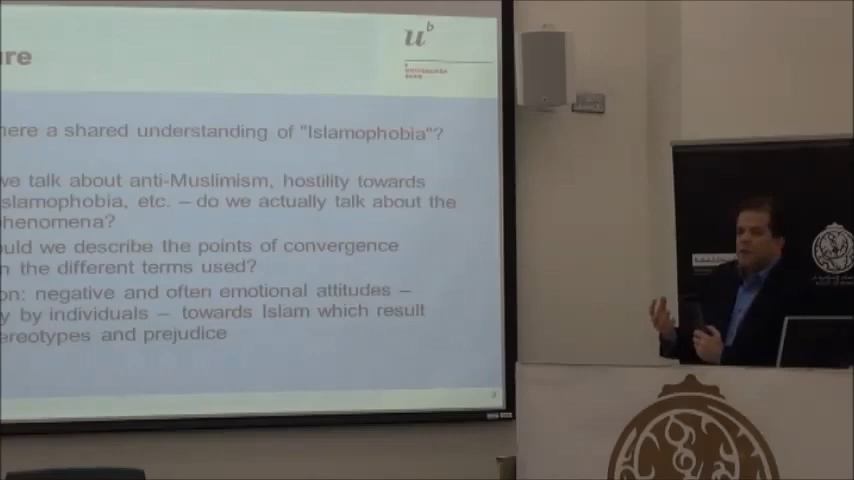 re
u
b
here a shared understanding of "Islamophobia"?
we talk about anti-Muslimism, hostility towards
slamophobia, etc. – do we actually talk about the
phenomena?
ould we describe the points of convergence
n the different terms used?
on: negative and often emotional attitudes –
y by individuals – towards Islam which result
ereotypes and prejudice